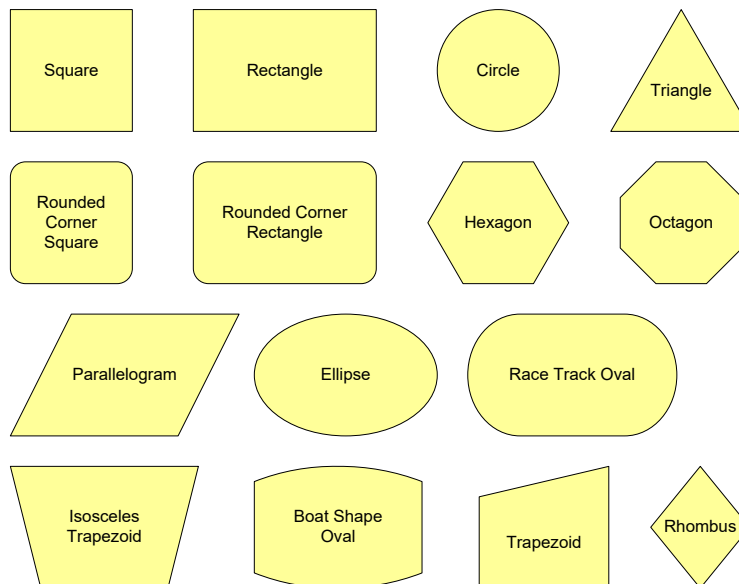 Square
Rectangle
Circle
Triangle
Rounded
Corner
Square
Rounded Corner
Rectangle
Hexagon
Octagon
Parallelogram
Ellipse
Race Track Oval
Isosceles
Trapezoid
Boat Shape
Oval
Trapezoid
Rhombus